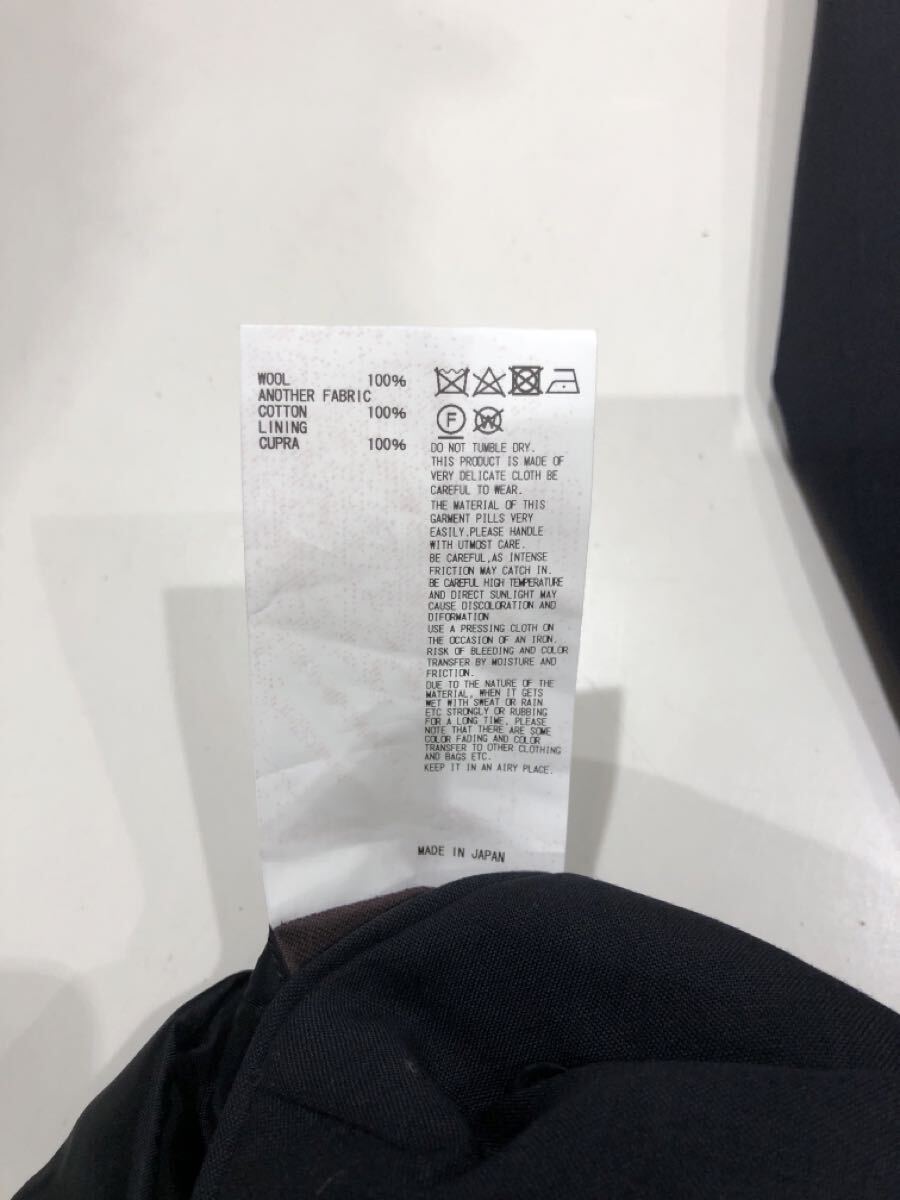 WOOL 100%
ANOTHER FABRIC
COTTON 100%
LINING
CUPRA 100%
F W
DO NOT TUMBLE DRY.
THIS PRODUCT IS MADE OF
VERY DELICATE CLOTH BE
CAREFUL TO WEAR.
THE MATERIAL OF THIS
GARMENT PILLS VERY
EASILY.PLEASE HANDLE
WITH UTMOST CARE.
BE CAREFUL,AS INTENSE
FRICTION MAY CATCH IN.
BE CAREFUL HIGH TEMPERATURE
AND DIRECT SUNLIGHT MAY
CAUSE DISCOLORATION AND
DIFORMATION
USE A PRESSING CLOTH ON
THE OCCASION OF AN IRON.
RISK OF BLEEDING AND COLOR
TRANSFER BY MOISTURE AND
FRICTION.
DUE TO THE NATURE OF THE
MATERIAL, WHEN IT GETS
WET WITH SWEAT OR RAIN
ETC STRONGLY OR RUBBING
FOR A LONG TIME, PLEASE
NOTE THAT THERE ARE SOME
COLOR FADING AND COLOR
TRANSFER TO OTHER CLOTHING
AND BAGS ETC.
KEEP IT IN AN AIRY PLACE.
MADE IN JAPAN